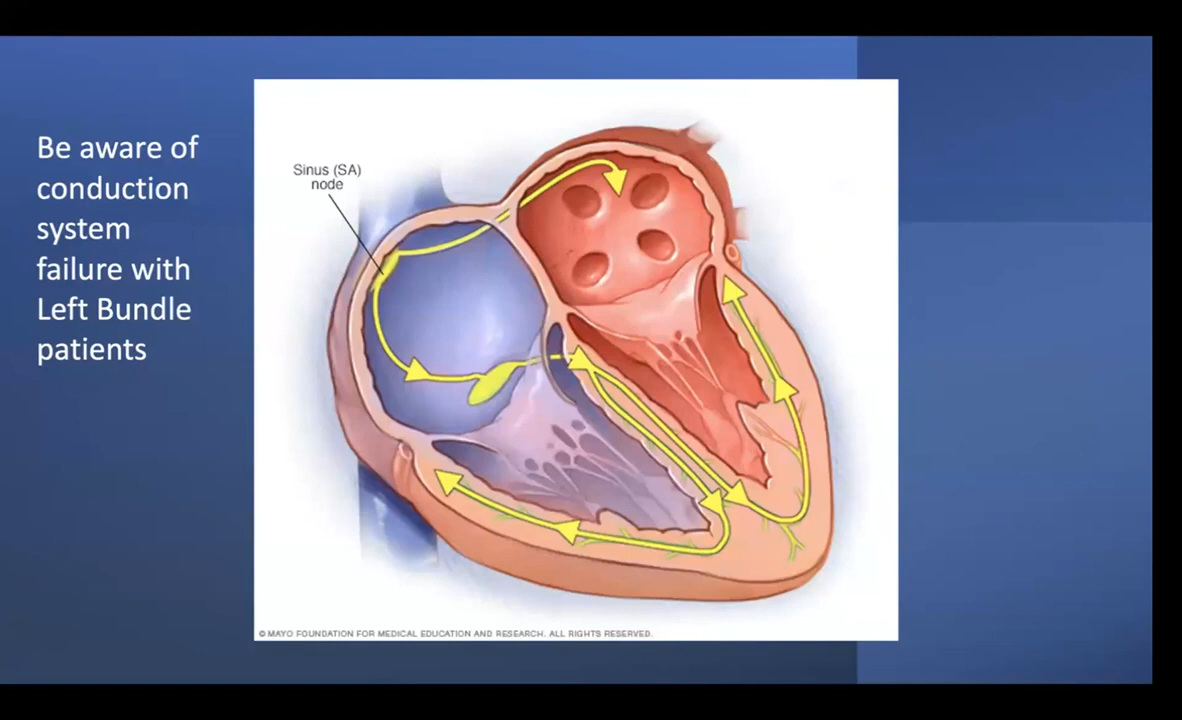 Be aware of
conduction
system
failure with
Left Bundle
patients
Sinus (SA)
node
© MAYO FOUNDATION FOR MEDICAL EDUCATION AND RESEARCH. ALL RIGHTS RESERVED.